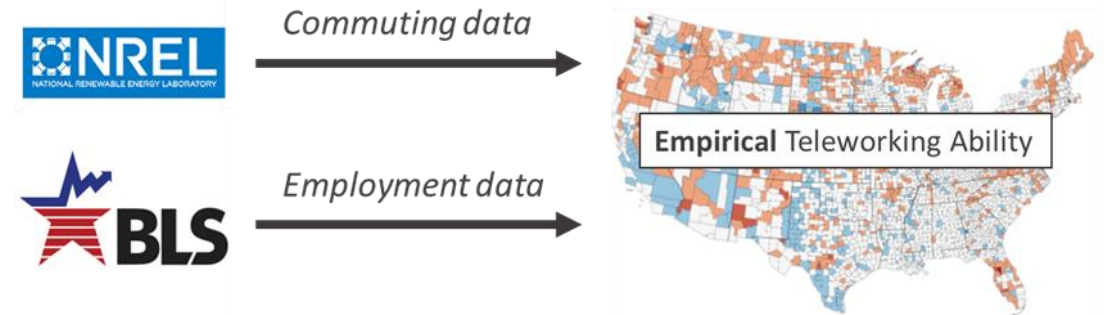 Commuting data
NREL
NATIONAL RENEWABLE ENERGY LABORATORY
Empirical Teleworking Ability
Employment data
BLS